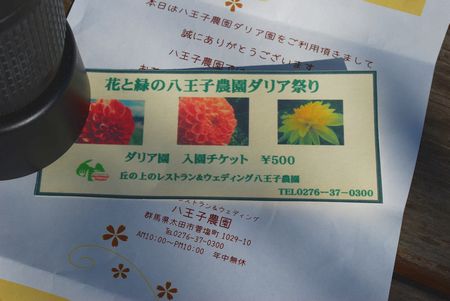 本日は八王子農園ダリア園をご利用頂きまして
誠にありがとうございます
八王子農園
花と緑の八王子農園ダリア祭り
ダリア園 入園チケット ¥500
丘の上のレストラン&ウェディング八王子農園
TEL0276--37-0300
レストラン&ウェディング
八王子農園
群馬県太田市菅塩町1029-10
℡0276-37-0300
AM10:00~PM10:00 年中無休